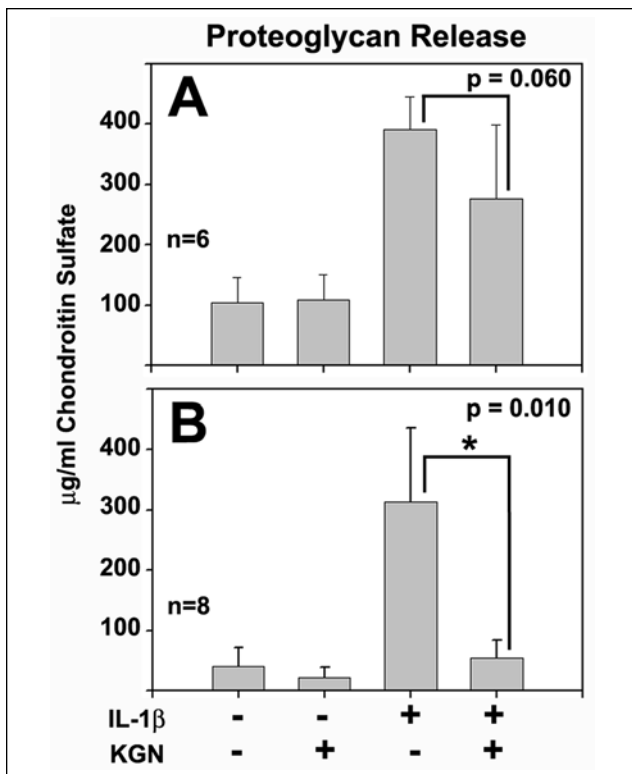 Proteoglycan Release
A
p = 0.060
400
300
200
100
n=6
µg/ml Chondroitin Sulfate
B
p = 0.010
*
400
300
200
100
n=8
IL-1β - - + +
KGN - + - +